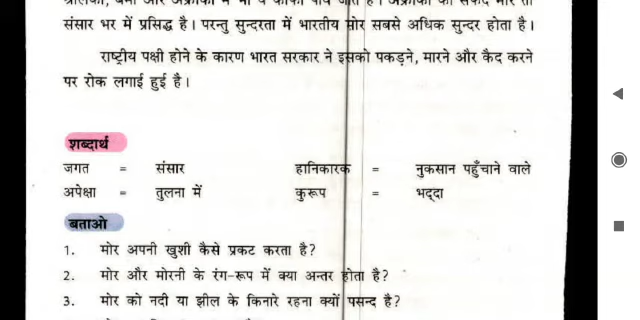 संसार भर में प्रसिद्ध है। परन्तु सुन्दरता में भारतीय मोर सबसे अधिक सुन्दर होता है।
राष्ट्रीय पक्षी होने के कारण भारत सरकार ने इसको पकड़ने, मारने और कैद करने
पर रोक लगाई हुई है।
शब्दार्थ
जगत = संसार हानिकारक = नुकसान पहुँचाने वाले
अपेक्षा = तुलना में कुरूप = भद्दा
बताओ
1. मोर अपनी खुशी कैसे प्रकट करता है?
2. मोर और मोरनी के रंग-रूप में क्या अन्तर होता है?
3. मोर को नदी या झील के किनारे रहना क्यों पसन्द है?